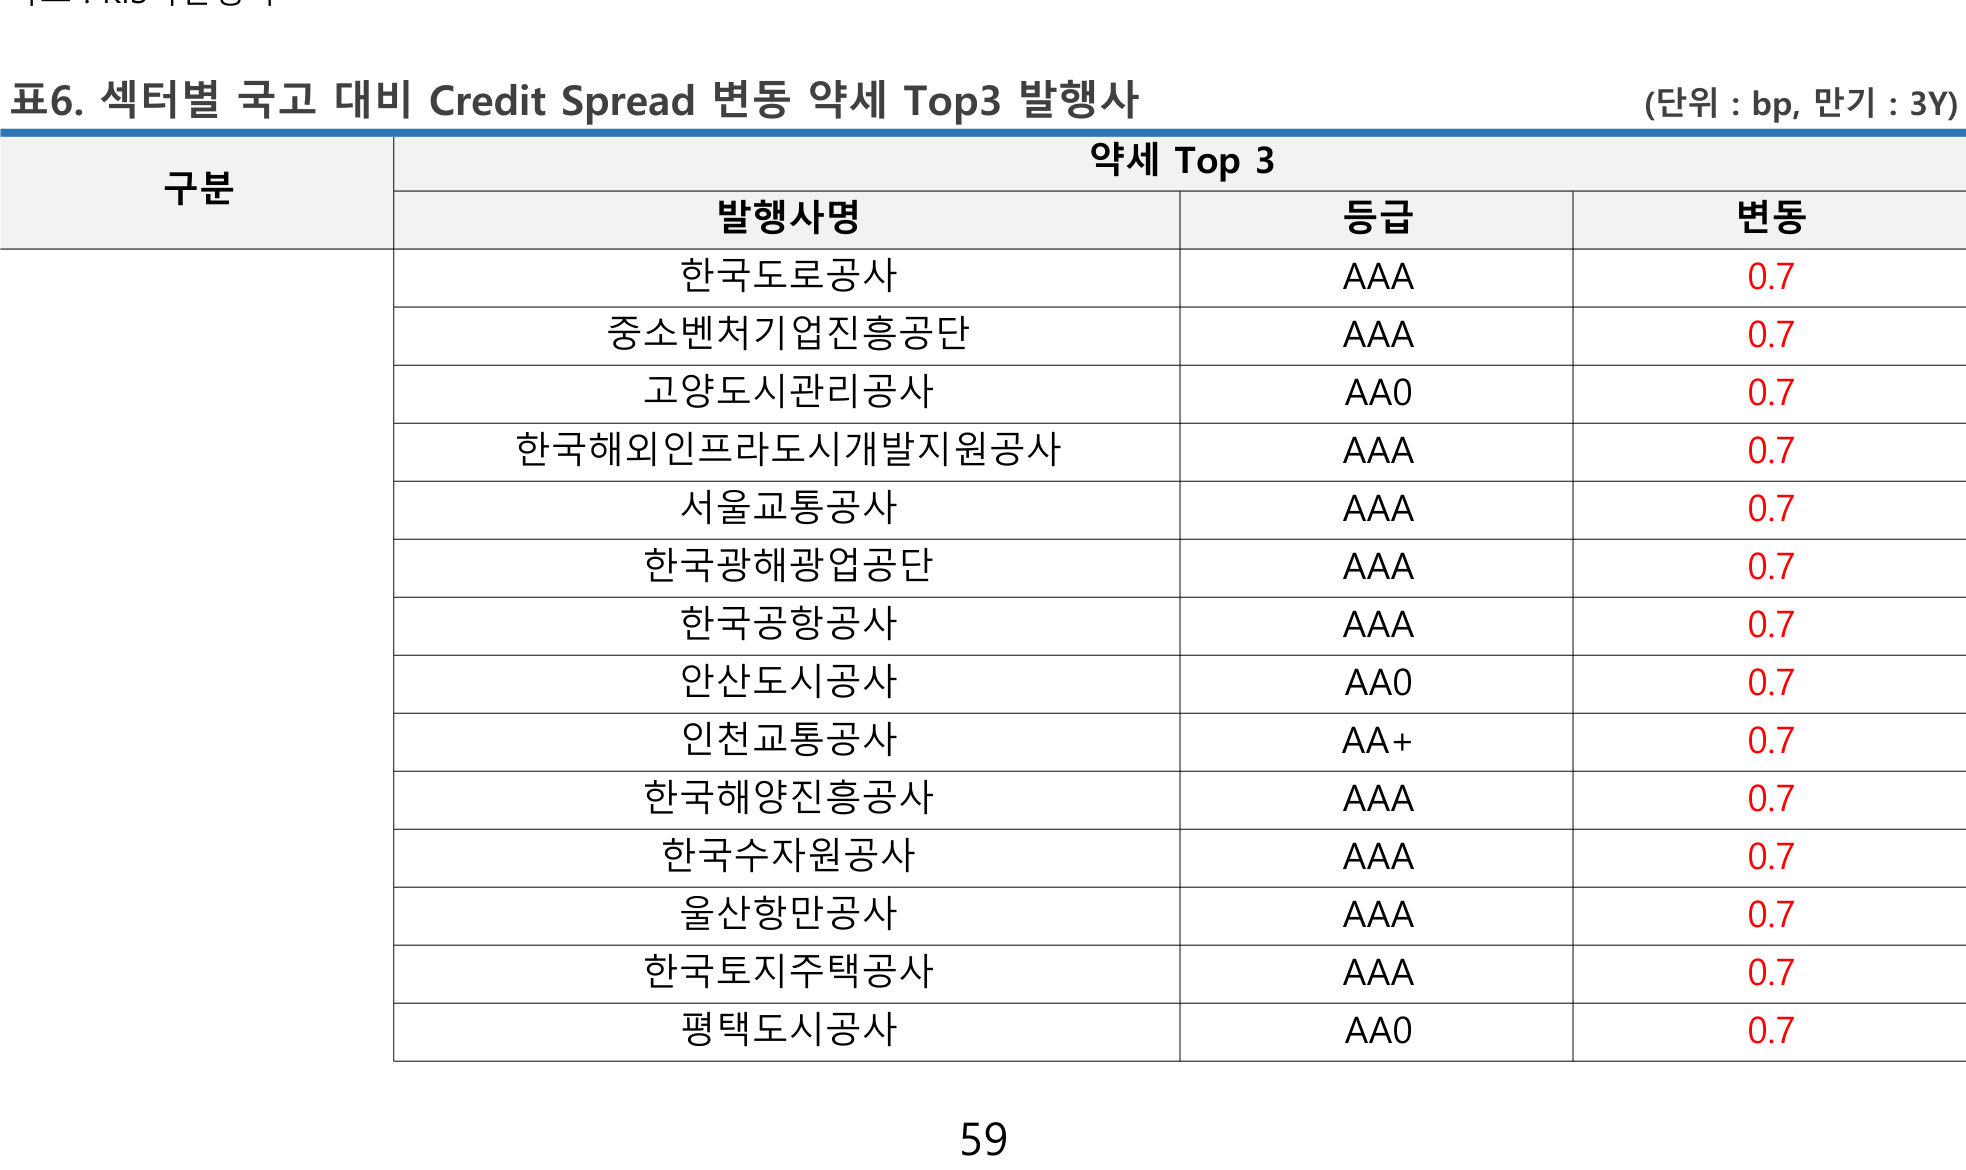 표6. 섹터별 국고 대비 Credit Spread 변동 약세 Top3 발행사 (단위 : bp, 만기 : 3Y)
구분 약세 Top 3
발행사명 등급 변동
한국도로공사 AAA 0.7
중소벤처기업진흥공단 AAA 0.7
고양도시관리공사 AA0 0.7
한국해외인프라도시개발지원공사 AAA 0.7
서울교통공사 AAA 0.7
한국광해광업공단 AAA 0.7
한국공항공사 AAA 0.7
안산도시공사 AA0 0.7
인천교통공사 AA+ 0.7
한국해양진흥공사 AAA 0.7
한국수자원공사 AAA 0.7
울산항만공사 AAA 0.7
한국토지주택공사 AAA 0.7
평택도시공사 AA0 0.7
59